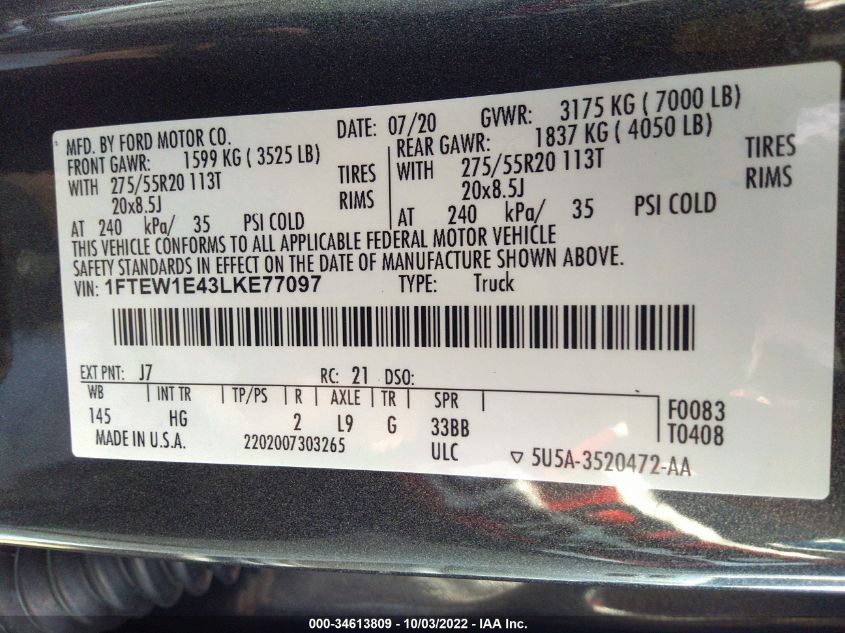 MFD. BY FORD MOTOR CO. DATE: 07/20 GVWR: 3175 KG ( 7000 LB)
FRONT GAWR: 1599 KG ( 3525 LB) REAR GAWR: 1837 KG ( 4050 LB)
WITH 275/55R20 113T TIRES WITH 275/55R20 113T TIRES
20x8.5J RIMS 20x8.5J RIMS
AT 240 kPa/ 35 PSI COLD AT 240 kPa/ 35 PSI COLD
THIS VEHICLE CONFORMS TO ALL APPLICABLE FEDERAL MOTOR VEHICLE
SAFETY STANDARDS IN EFFECT ON THE DATE OF MANUFACTURE SHOWN ABOVE.
VIN: 1FTEW1E43LKE77097 TYPE: Truck
EXT PNT: J7 RC: 21 DSO:
WB INT TR TP/PS R AXLE TR SPR
145 HG 2 L9 G 33BB
F0083
T0408
MADE IN U.S.A. 2202007303265 ULC ▽ 5U5A-3520472-AA
000-34613809 - 10/03/2022 - IAA Inc.